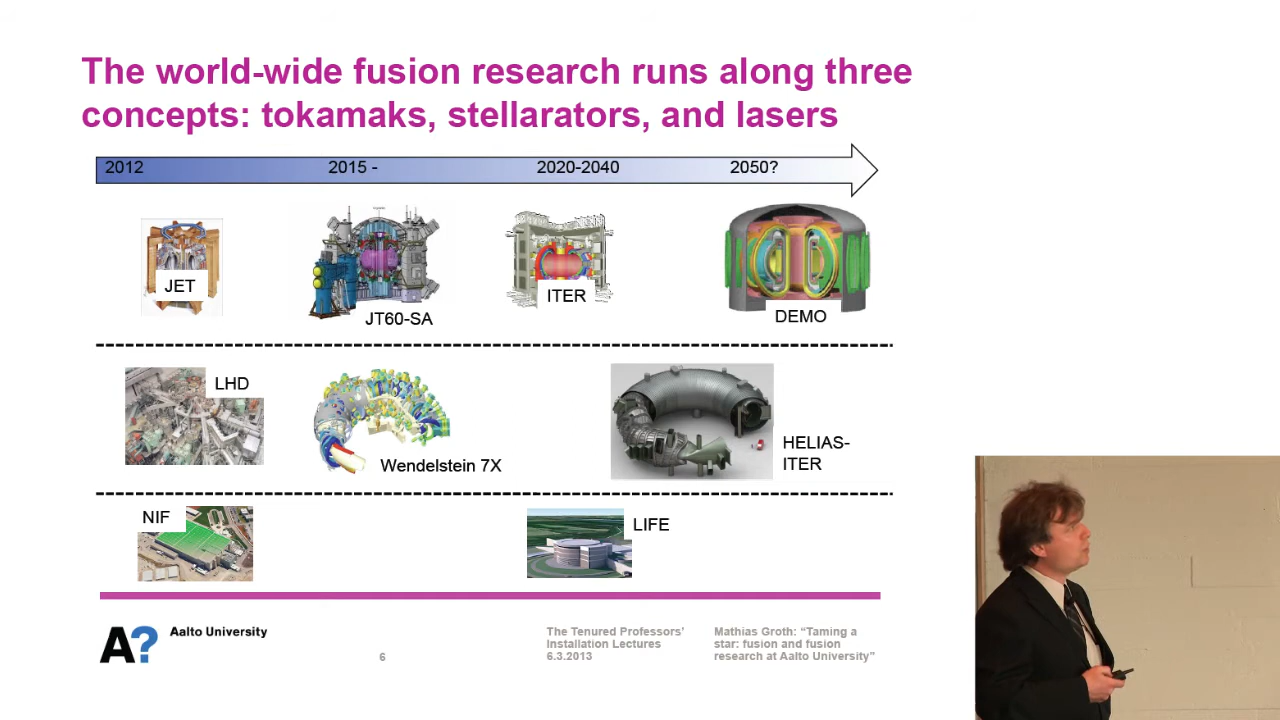 The world-wide fusion research runs along three
concepts: tokamaks, stellarators, and lasers
2012 2015 - 2020-2040 2050?
JET
JT60-SA
ITER
DEMO
LHD
Wendelstein 7X
HELIAS-
ITER
NIF
LIFE
A?
Aalto University
6
The Tenured Professors’
Installation Lectures
6.3.2013
Mathias Groth: “Taming a
star: fusion and fusion
research at Aalto University”